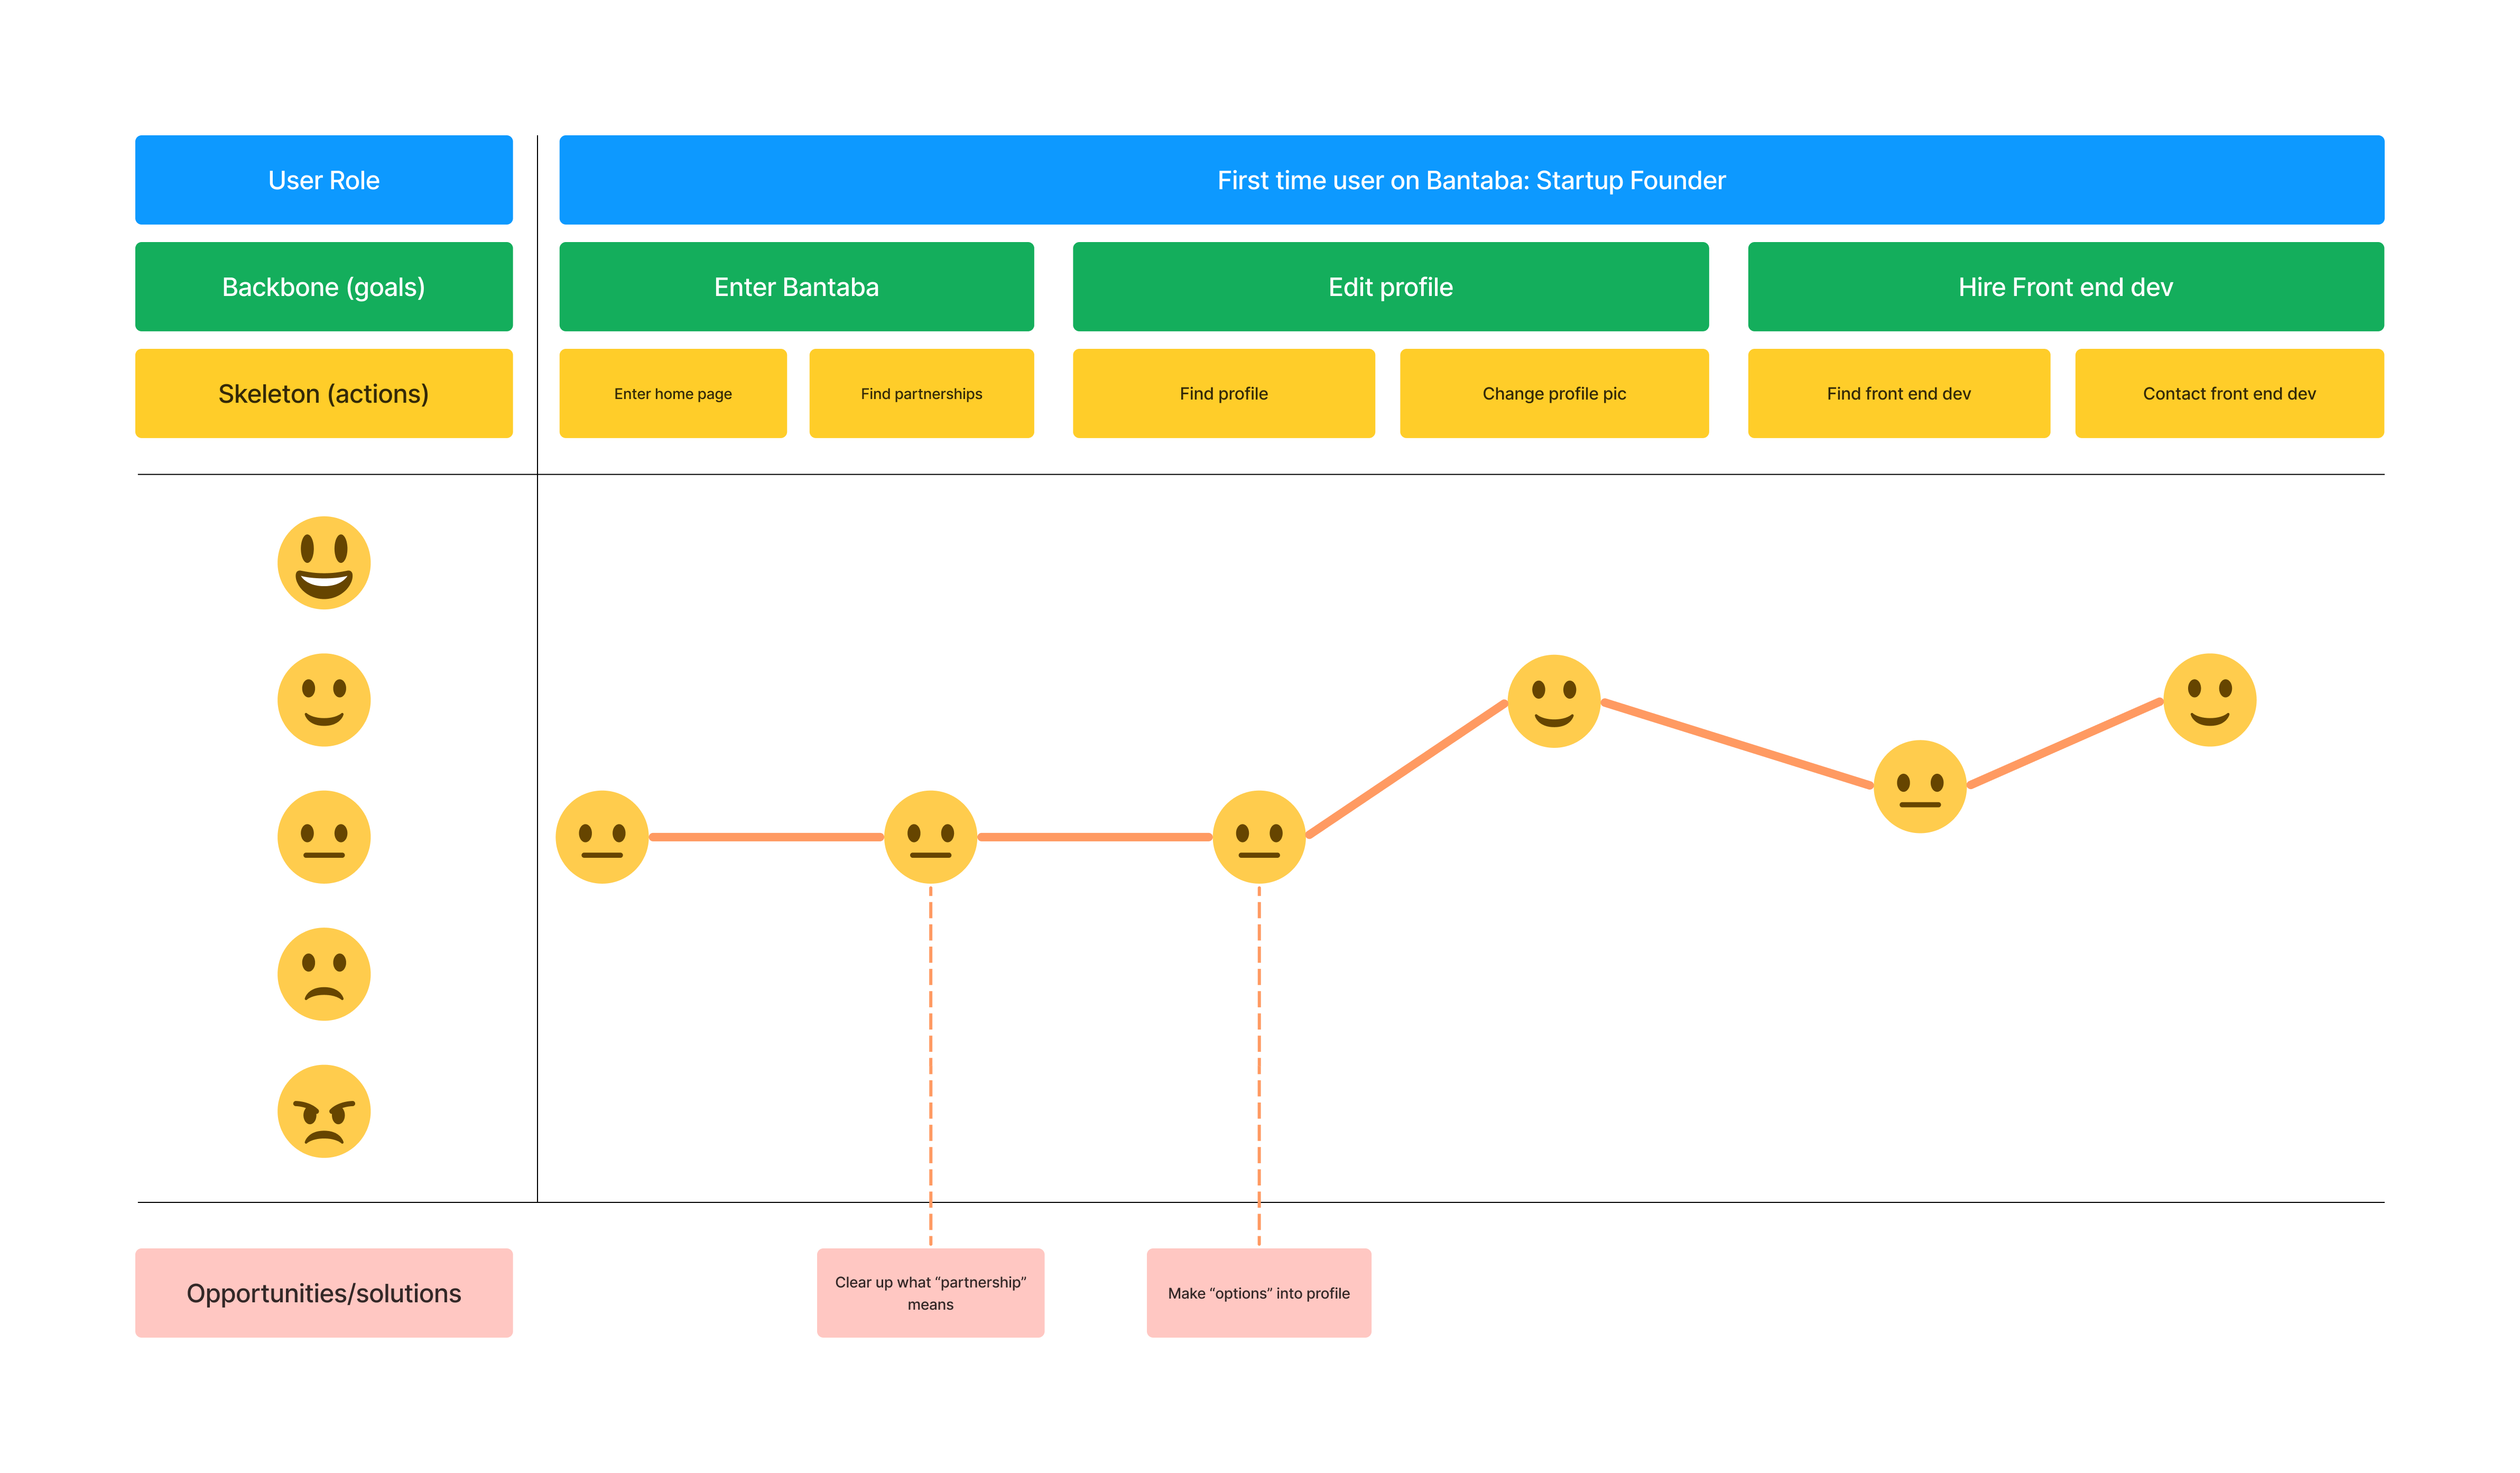 User Role
First time user on Bantaba: Startup Founder
Backbone (goals)
Enter Bantaba
Edit profile
Hire Front end dev
Skeleton (actions)
Enter home page
Find partnerships
Find profile
Change profile pic
Find front end dev
Contact front end dev
Opportunities/solutions
Clear up what “partnership”
means
Make “options” into profile